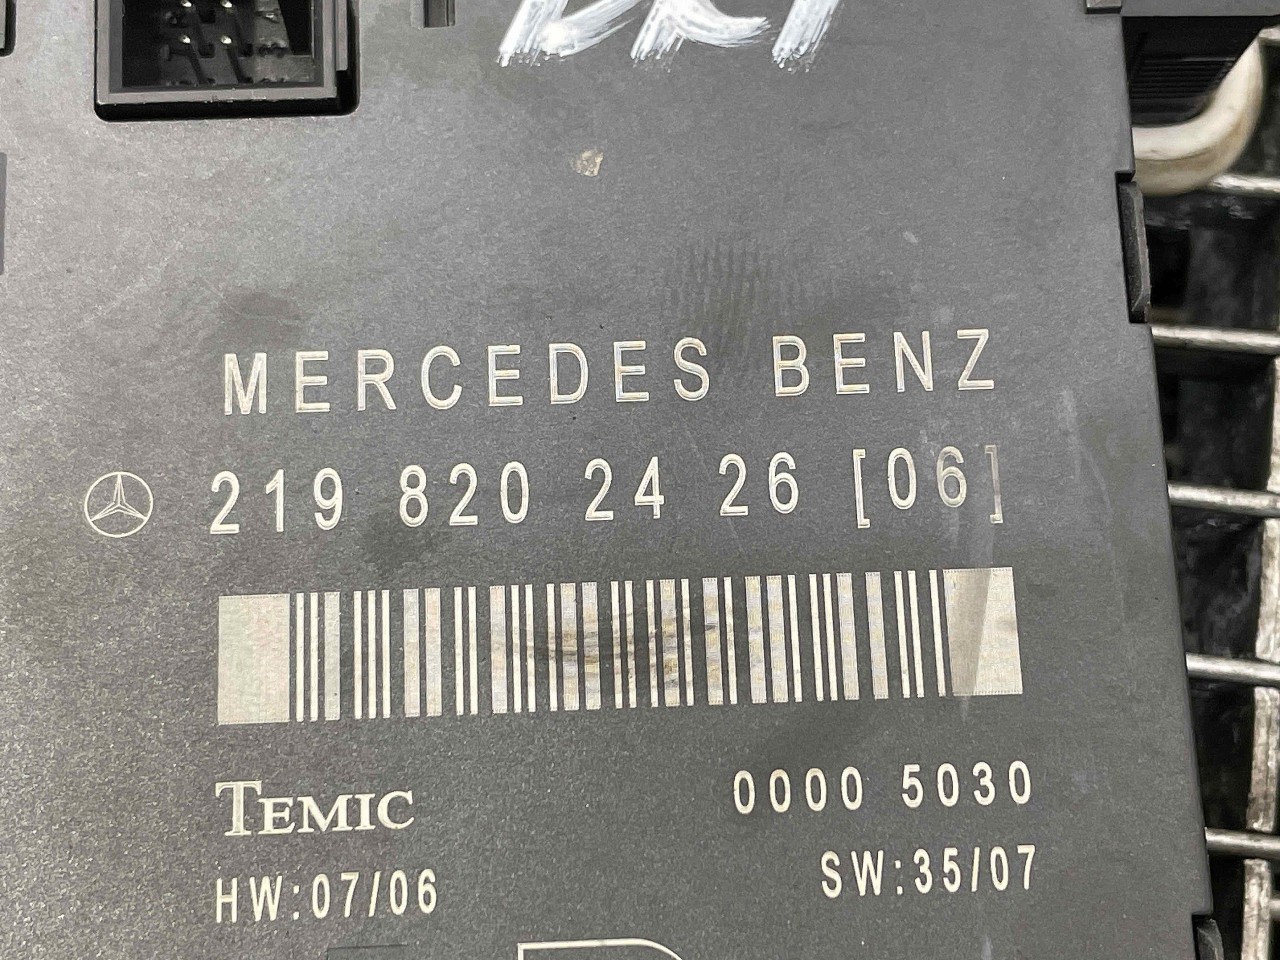 MERCEDES BENZ
219 820 24 26 [06]
TEMIC
0000 5030
HW:07/06
SW:35/07